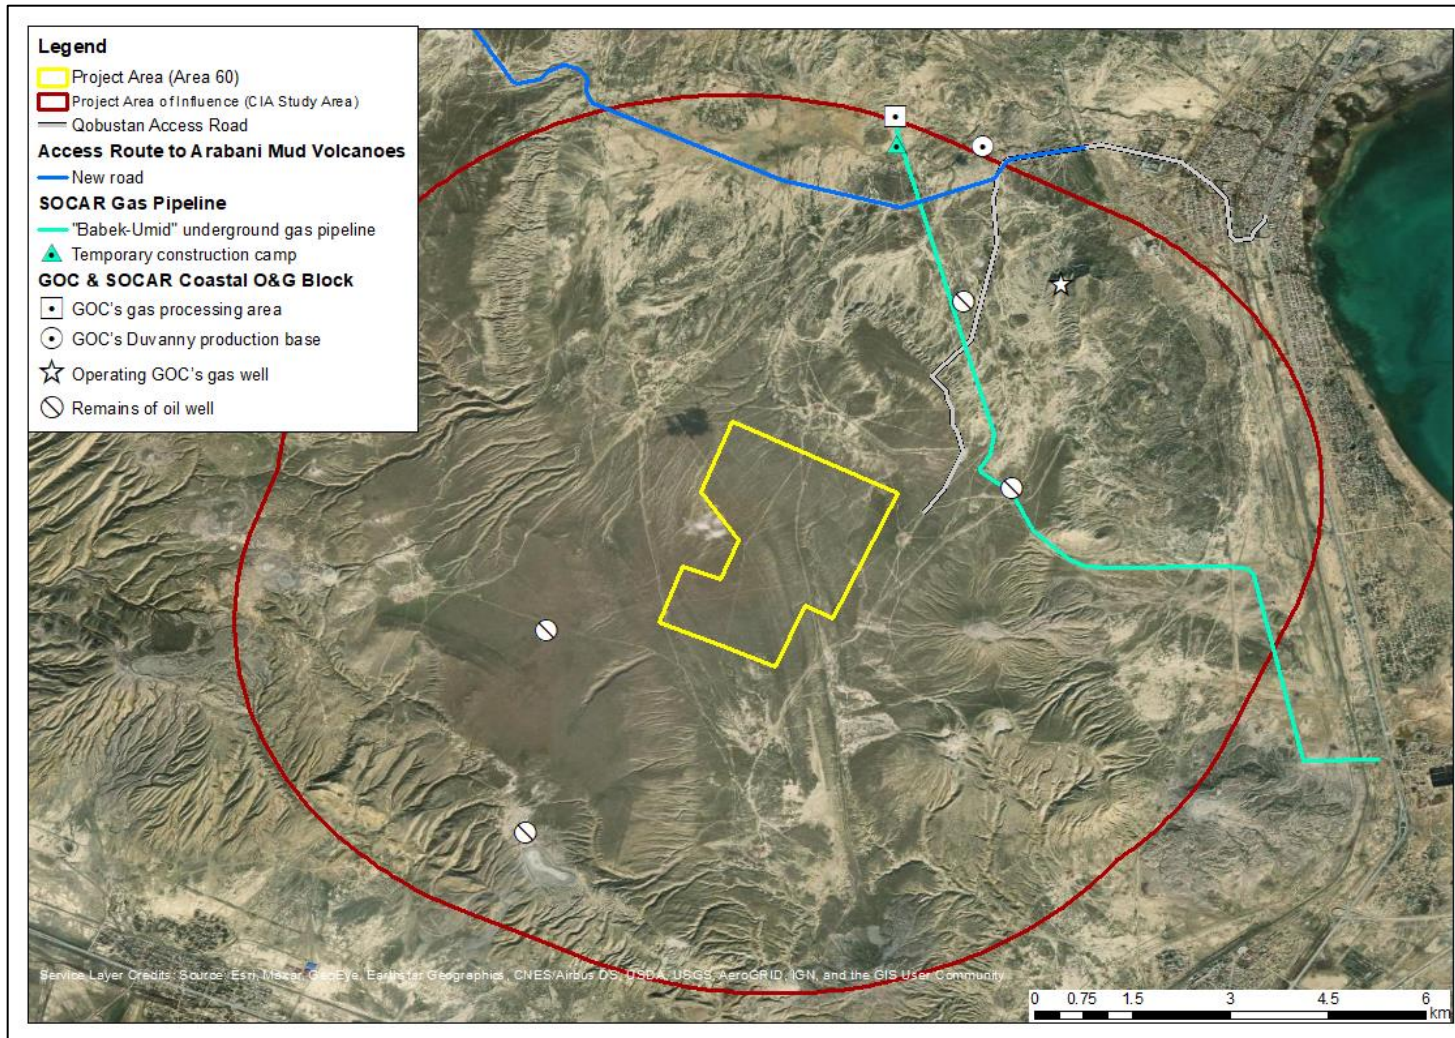 Legend
Project Area (Area 60)
Project Area of Influence (CIA Study Area)
Qobustan Access Road
Access Route to Arabani Mud Volcanoes
New road
SOCAR Gas Pipeline
"Babek-Umid" underground gas pipeline
Temporary construction camp
GOC & SOCAR Coastal O&G Block
GOC's gas processing area
GOC's Duvanny production base
Operating GOC's gas well
Remains of oil well
Service Layer Credits: Source: Esri, Maxar, GeoEye, Earthstar Geographics, CNES/Airbus DS, USDA, USGS, AeroGRID, IGN, and the GIS User Community
0 0.75 1.5 3 4.5 6
km